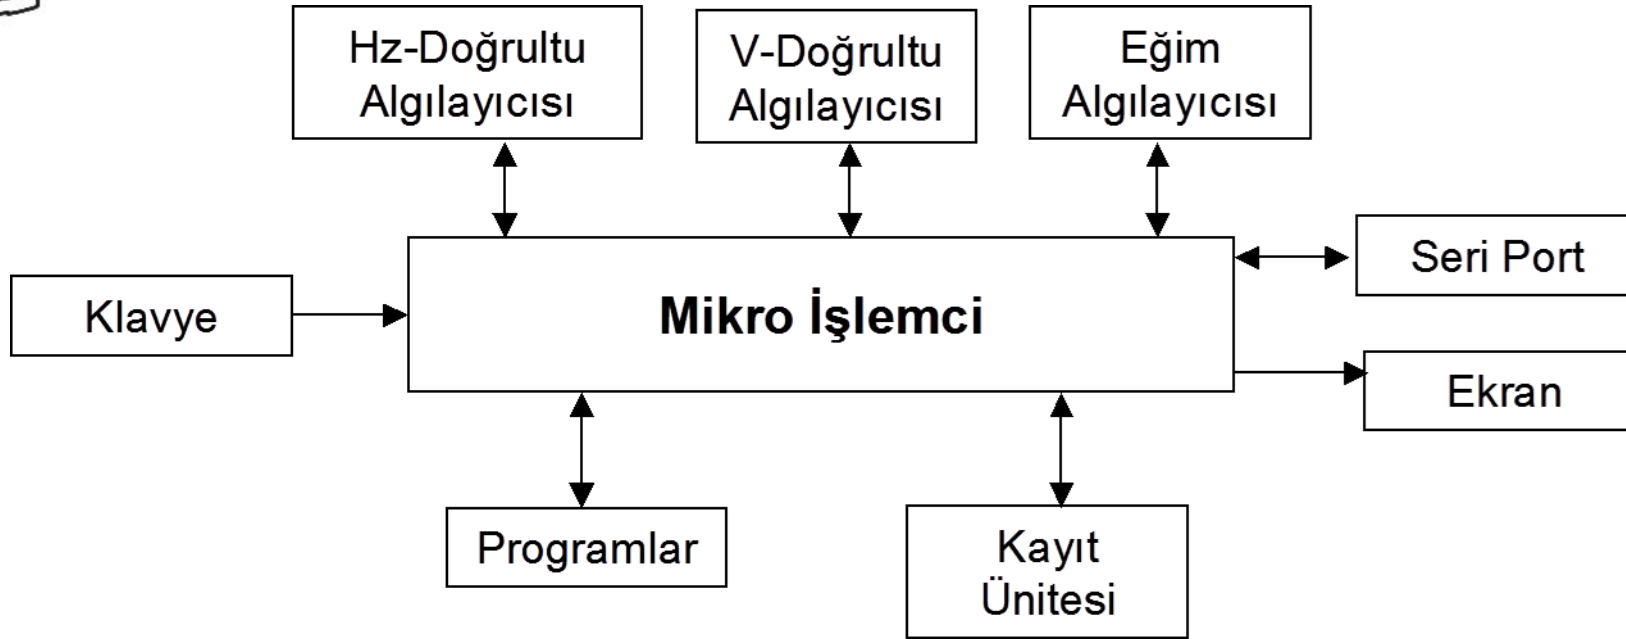 Hz-Doğrultu
Algılayıcısı
V-Doğrultu
Algılayıcısı
Eğim
Algılayıcısı
Seri Port
Klavye
Mikro İşlemci
Ekran
Programlar
Kayıt
Ünitesi